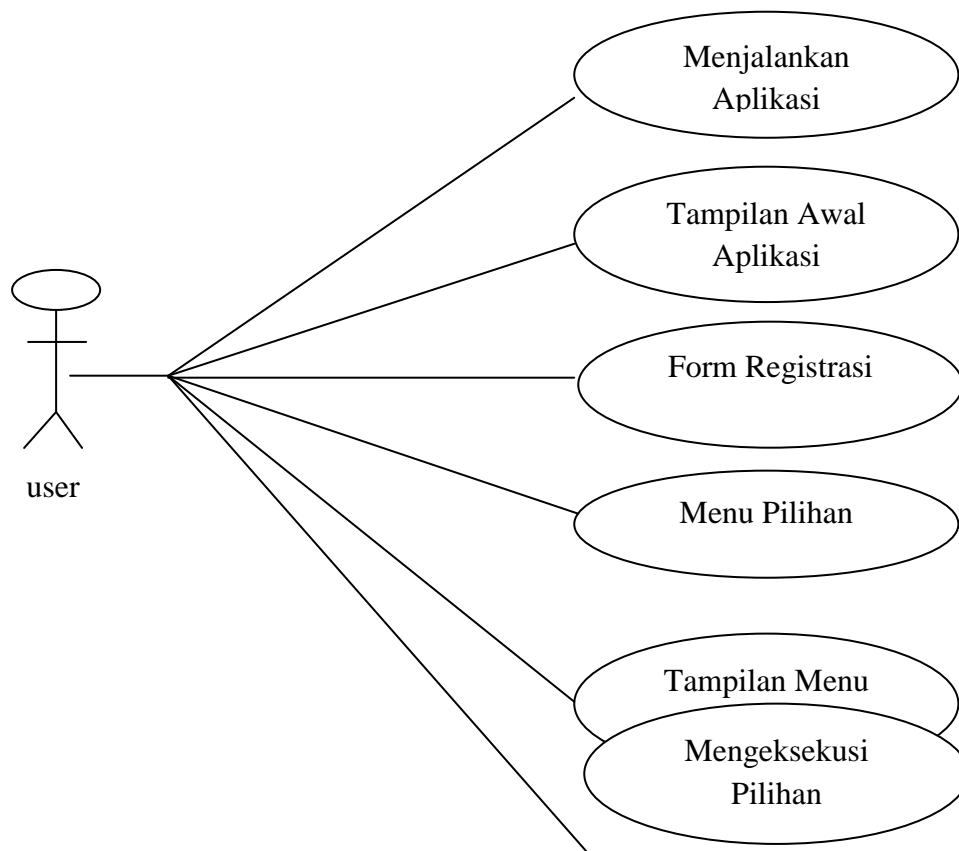 Menjalankan
Aplikasi
Tampilan Awal
Aplikasi
Form Registrasi
user
Menu Pilihan
Tampilan Menu
Mengeksekusi
Pilihan